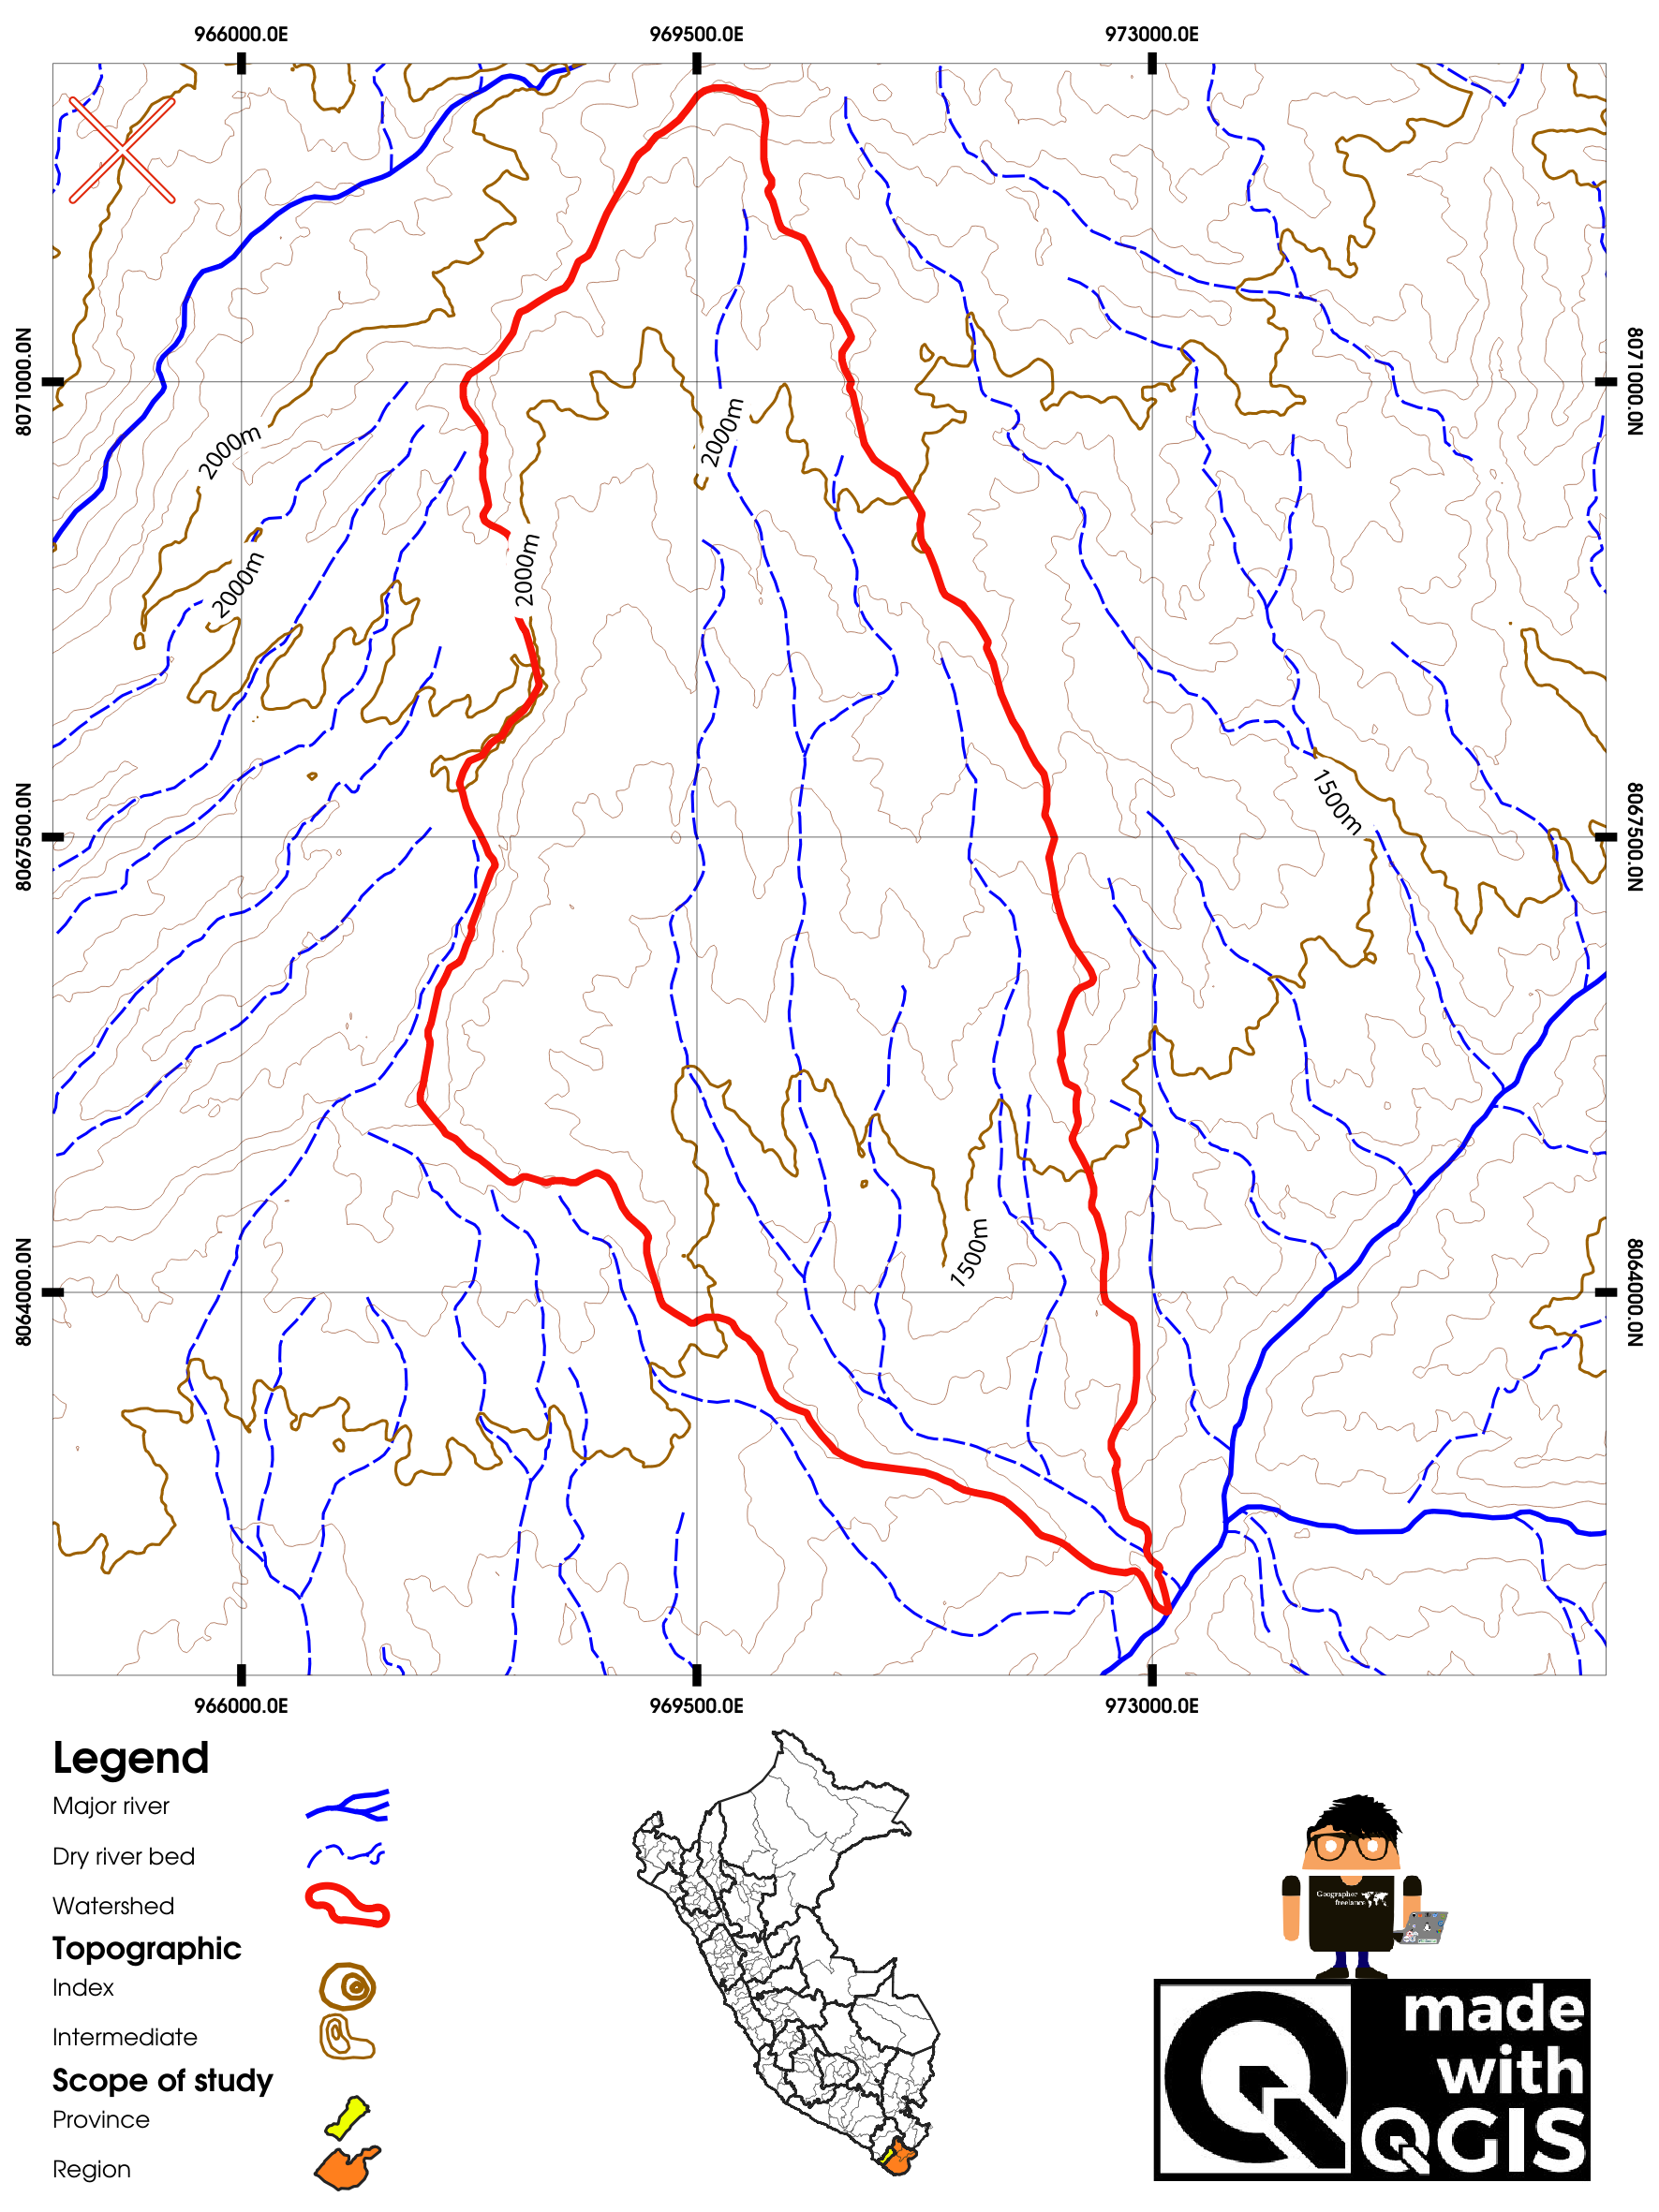 966000.0E 969500.0E 973000.0E
8071000.0N
8071000.0N
2000m
2000m
2000m
2000m
8067500.0N
1500m
8067500.0N
8064000.0N
1500m
8064000.0N
966000.0E 969500.0E 973000.0E
Legend
Major river
Dry river bed
Watershed
Topographic
Index
Intermediate
Scope of study
Province
Region
Geographer
freelance
made
with
QGIS